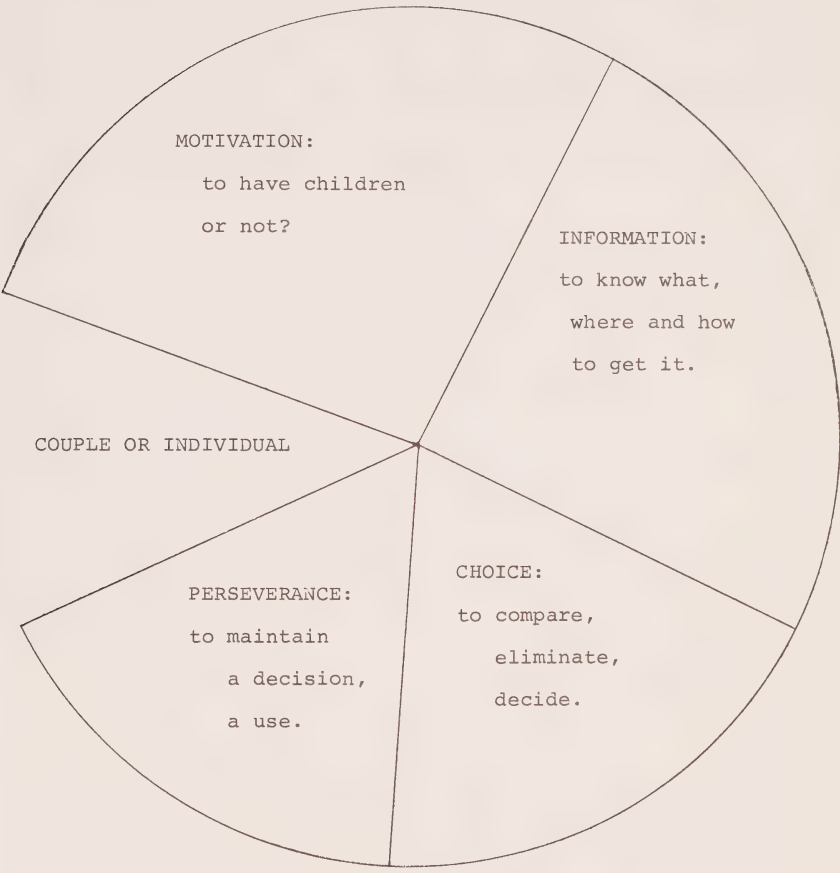 MOTIVATION:
to have children
or not?
INFORMATION:
to know what,
where and how
to get it.
COUPLE OR INDIVIDUAL
CHOICE:
to compare,
eliminate,
decide.
PERSEVERANCE:
to maintain
a decision,
a use.